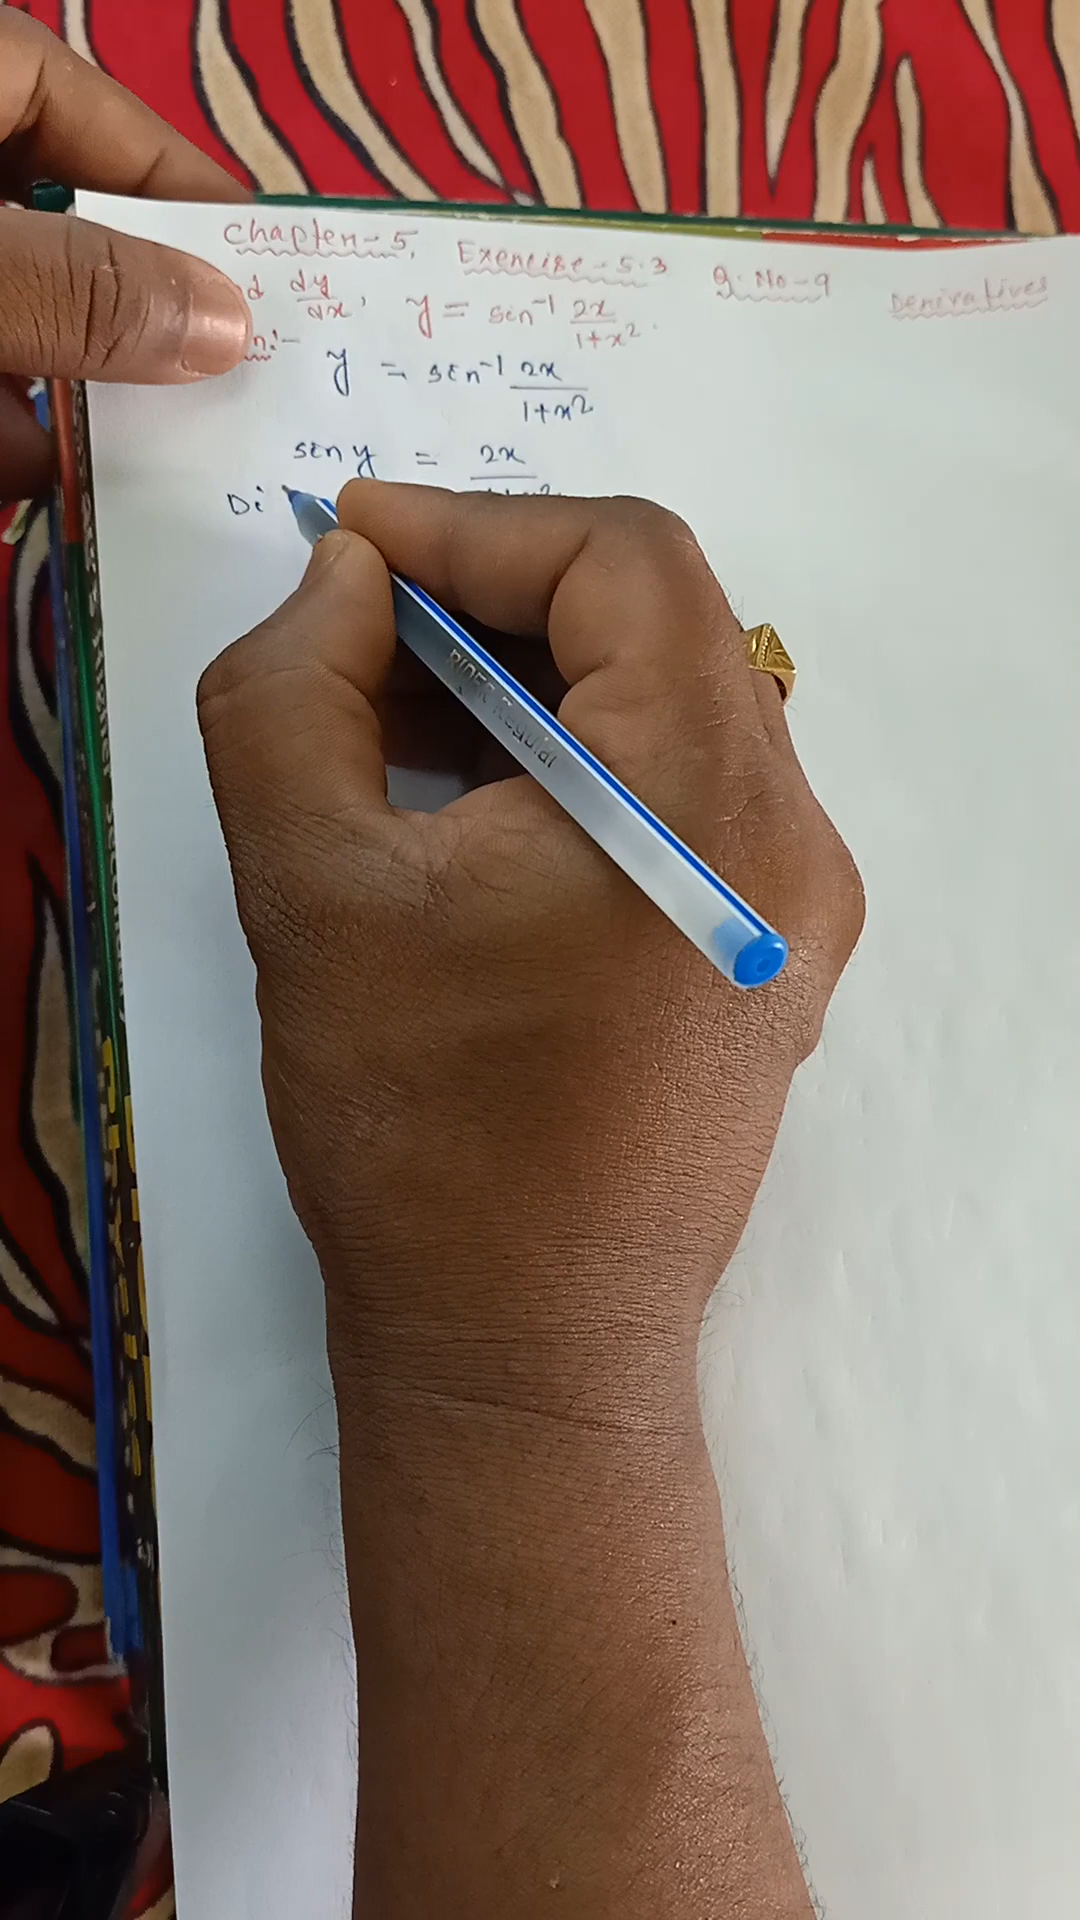 Chapter-5, Exercise-5.3 Q.No-9 Derivatives
d dy/dx, y = sin⁻¹ 2x/1+x².
n:-
y = sin⁻¹ 2x/1+x²
sin y = 2x
Di